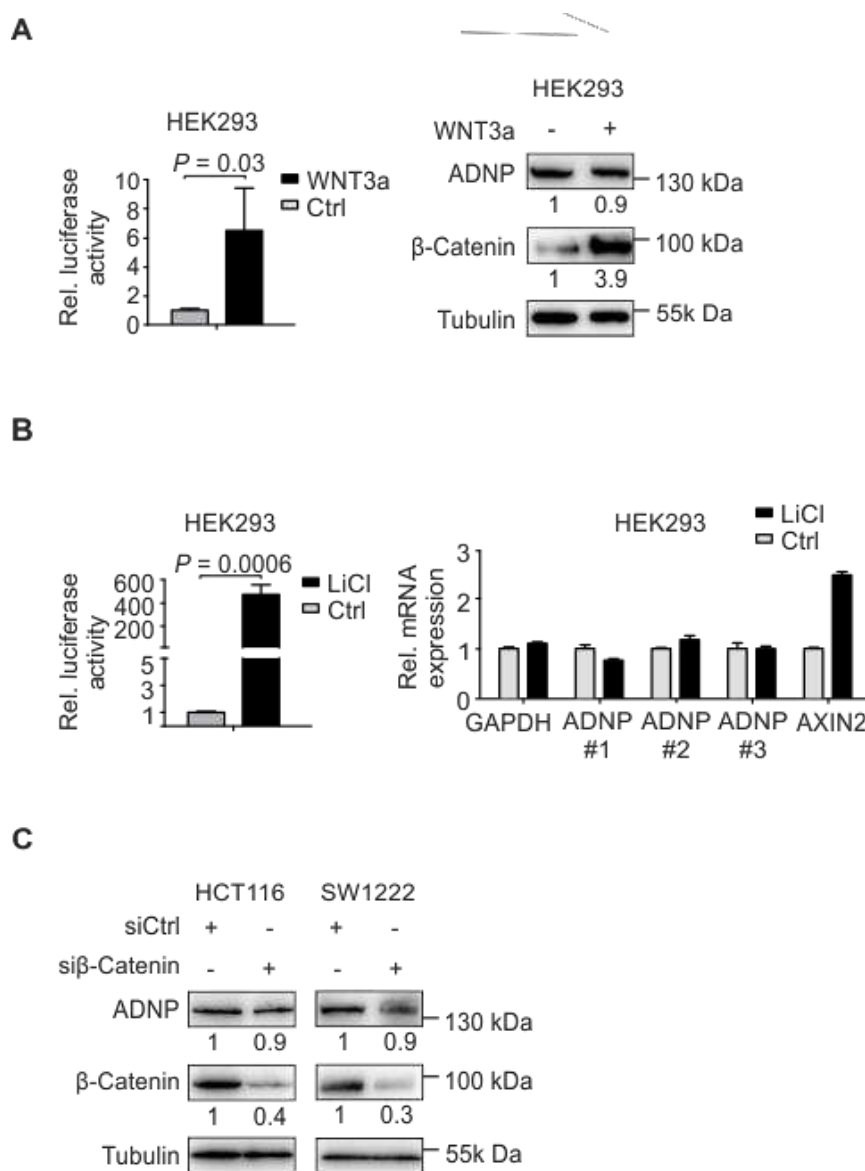 A
HEK293
P = 0.03
WNT3a
Ctrl
Rel. luciferase
activity
10
8
6
4
2
0
HEK293
WNT3a - +
ADNP
130 kDa
1 0.9
β-Catenin
100 kDa
1 3.9
Tubulin
55k Da
B
HEK293
P = 0.0006
LiCl
Ctrl
Rel. luciferase
activity
600
400
200
5
3
2
1
HEK293
LiCl
Ctrl
Rel. mRNA
expression
3
2
1
0
GAPDH ADNP ADNP ADNP AXIN2
#1 #2 #3
C
HCT116 SW1222
siCtrl + - + -
siβ-Catenin - + - +
ADNP
130 kDa
1 0.9 1 0.9
β-Catenin
100 kDa
1 0.4 1 0.3
Tubulin
55k Da